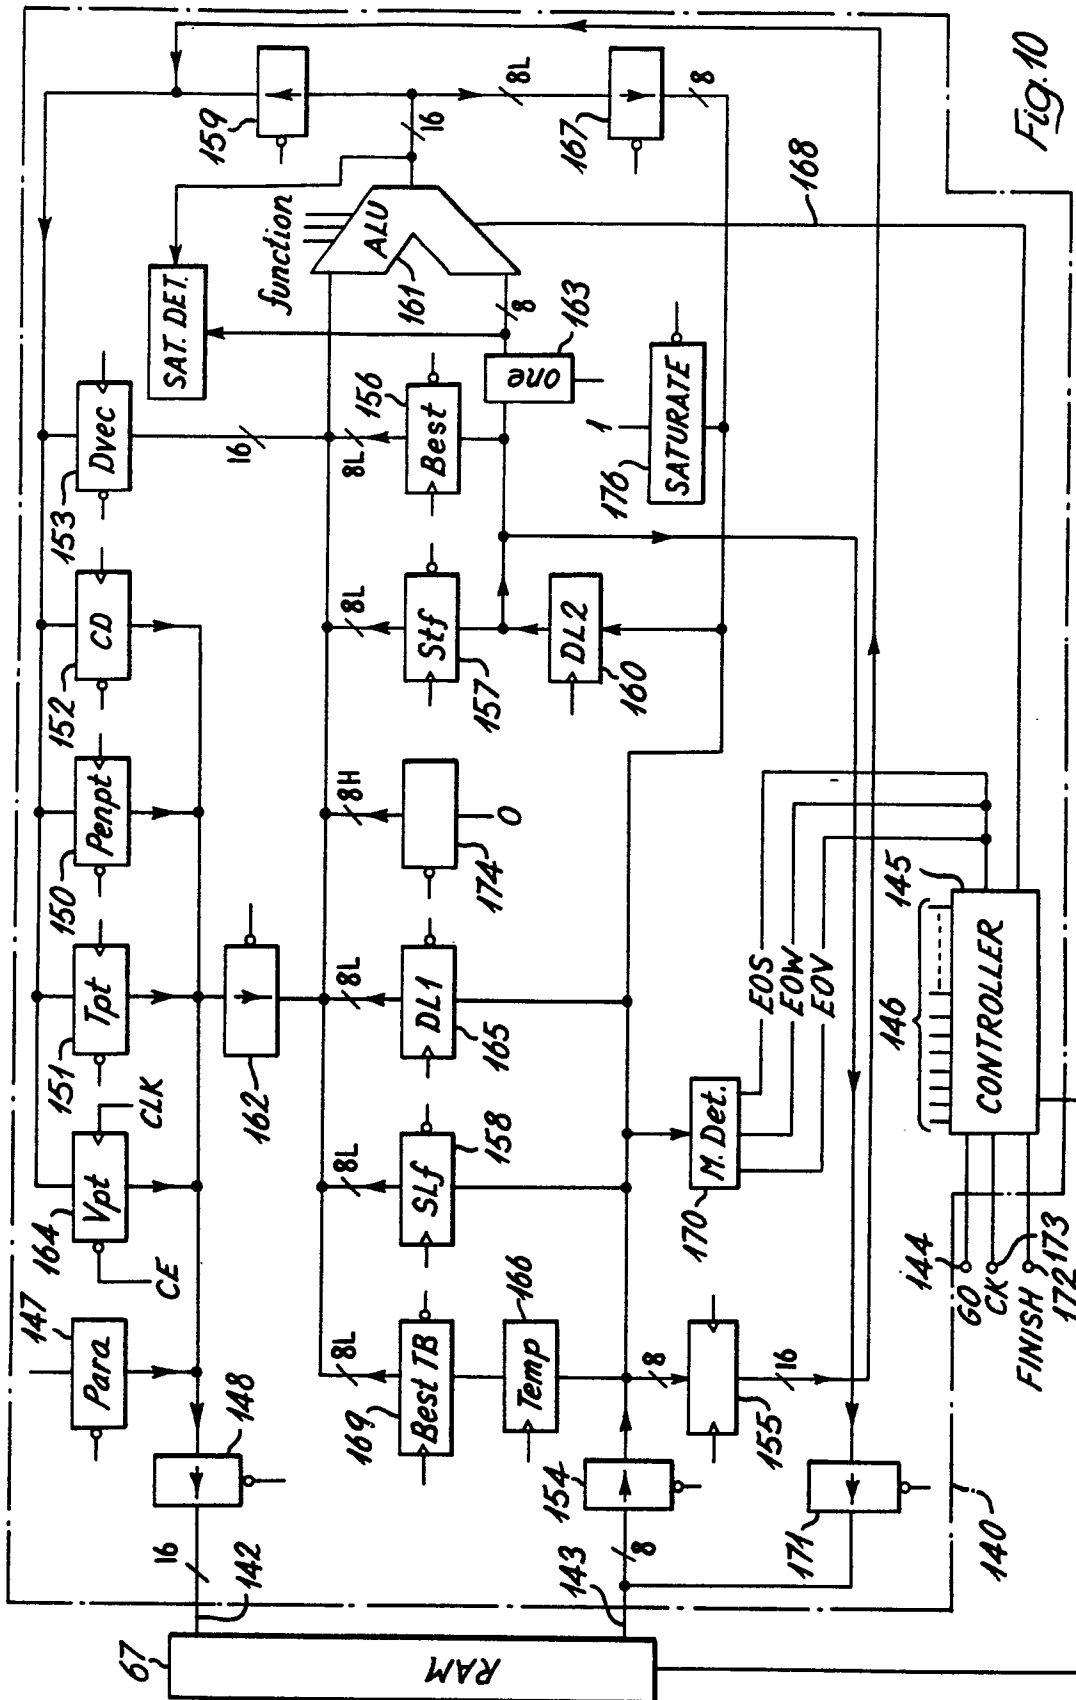 Fig.10
159
16
8L
167
8
168
function
ALU
161
SAT. DET.
8
one
163
153
Dvec
16
8L
156
Best
1
176
SATURATE
152
CD
8L
Stf
157
DL2
160
150
Penpt
8H
174
0
151
Tpt
162
8L
DL1
165
EOS
EOW
EOV
164
Vpt
CLK
CE
8L
SLf
158
170
M. Det.
146
145
CONTROLLER
144
GO
CK
FINISH
173
172
147
Para
148
8L
169
Best TB
Temp
166
8
155
16
154
171
140
16
142
143
8
67
RAM